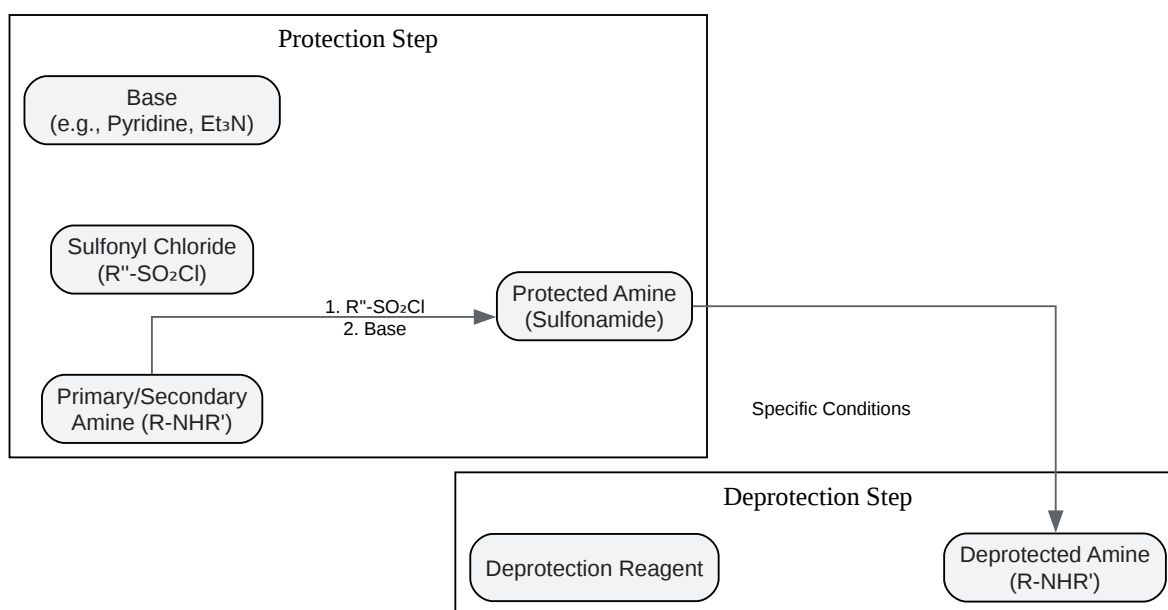 Protection Step
Base
(e.g., Pyridine, Et₃N)
Sulfonyl Chloride
(R"-SO₂Cl)
1. R"-SO₂Cl
2. Base
Protected Amine
(Sulfonamide)
Primary/Secondary
Amine (R-NHR')
Specific Conditions
Deprotection Step
Deprotection Reagent
Deprotected Amine
(R-NHR')